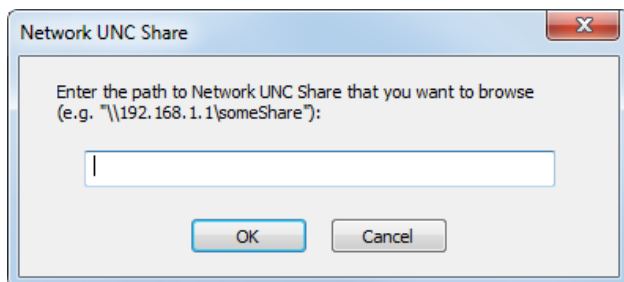 Network UNC Share
Enter the path to Network UNC Share that you want to browse
(e.g. "\\192.168.1.1\someShare"):
OK
Cancel